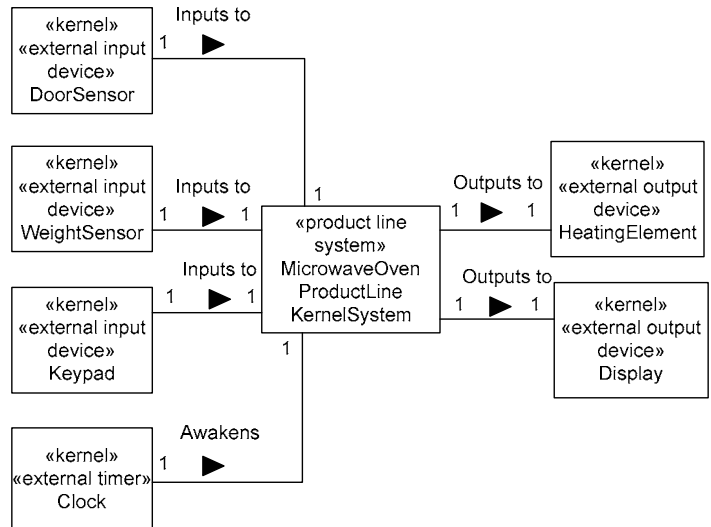 «kernel»
«external input
device»
DoorSensor
Inputs to
1
1
«kernel»
«external input
device»
WeightSensor
Inputs to
1
1
«kernel»
«external input
device»
Keypad
Inputs to
1
1
«kernel»
«external timer»
Clock
Awakens
1
1
«product line
system»
MicrowaveOven
ProductLine
KernelSystem
Outputs to
1
1
«kernel»
«external output
device»
HeatingElement
Outputs to
1
1
«kernel»
«external output
device»
Display